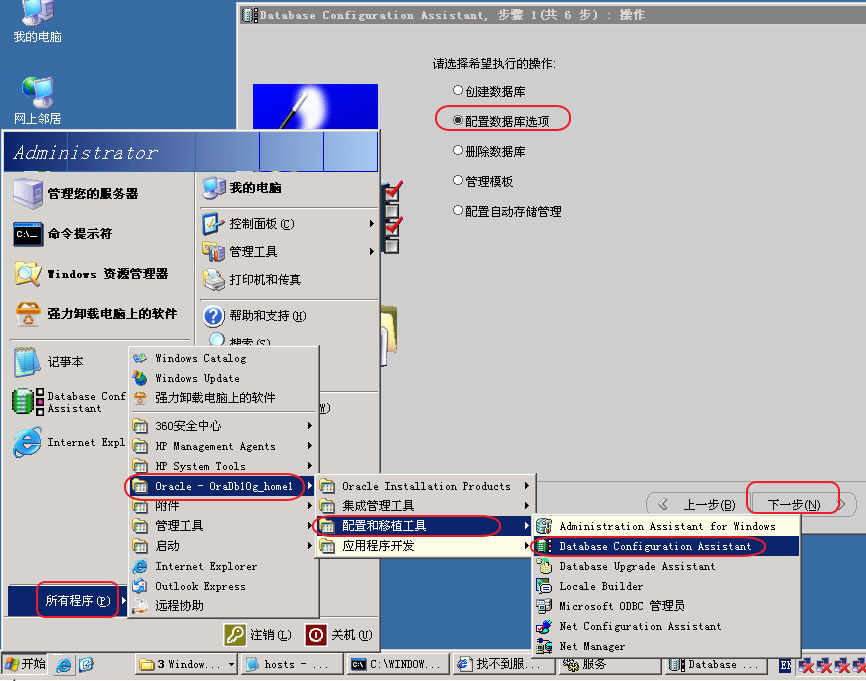 我的电脑
网上邻居
Database Configuration Assistant, 步骤 1(共 6 步) : 操作
请选择希望执行的操作:
创建数据库
配置数据库选项
删除数据库
管理模板
配置自动存储管理
上一步(B)
下一步(N)
Administrator
管理您的服务器
命令提示符
Windows 资源管理器
强力卸载电脑上的软件
记事本
Database Conf
Assistant
Internet Expl
所有程序(P)
我的电脑
控制面板(C)
管理工具
打印机和传真
帮助和支持(H)
搜索(S)
W)
Windows Catalog
Windows Update
强力卸载电脑上的软件
360安全中心
HP Management Agents
HP System Tools
Oracle - OraDb10g_home1
附件
管理工具
启动
Internet Explorer
Outlook Express
远程协助
Oracle Installation Products
集成管理工具
配置和移植工具
应用程序开发
Administration Assistant for Windows
Database Configuration Assistant
Database Upgrade Assistant
Locale Builder
Microsoft ODBC 管理员
Net Configuration Assistant
Net Manager
注销(L)
关机(U)
开始
3 Window...
hosts - ...
C:\WINDOW...
找不到服...
服务
Database ...
EN